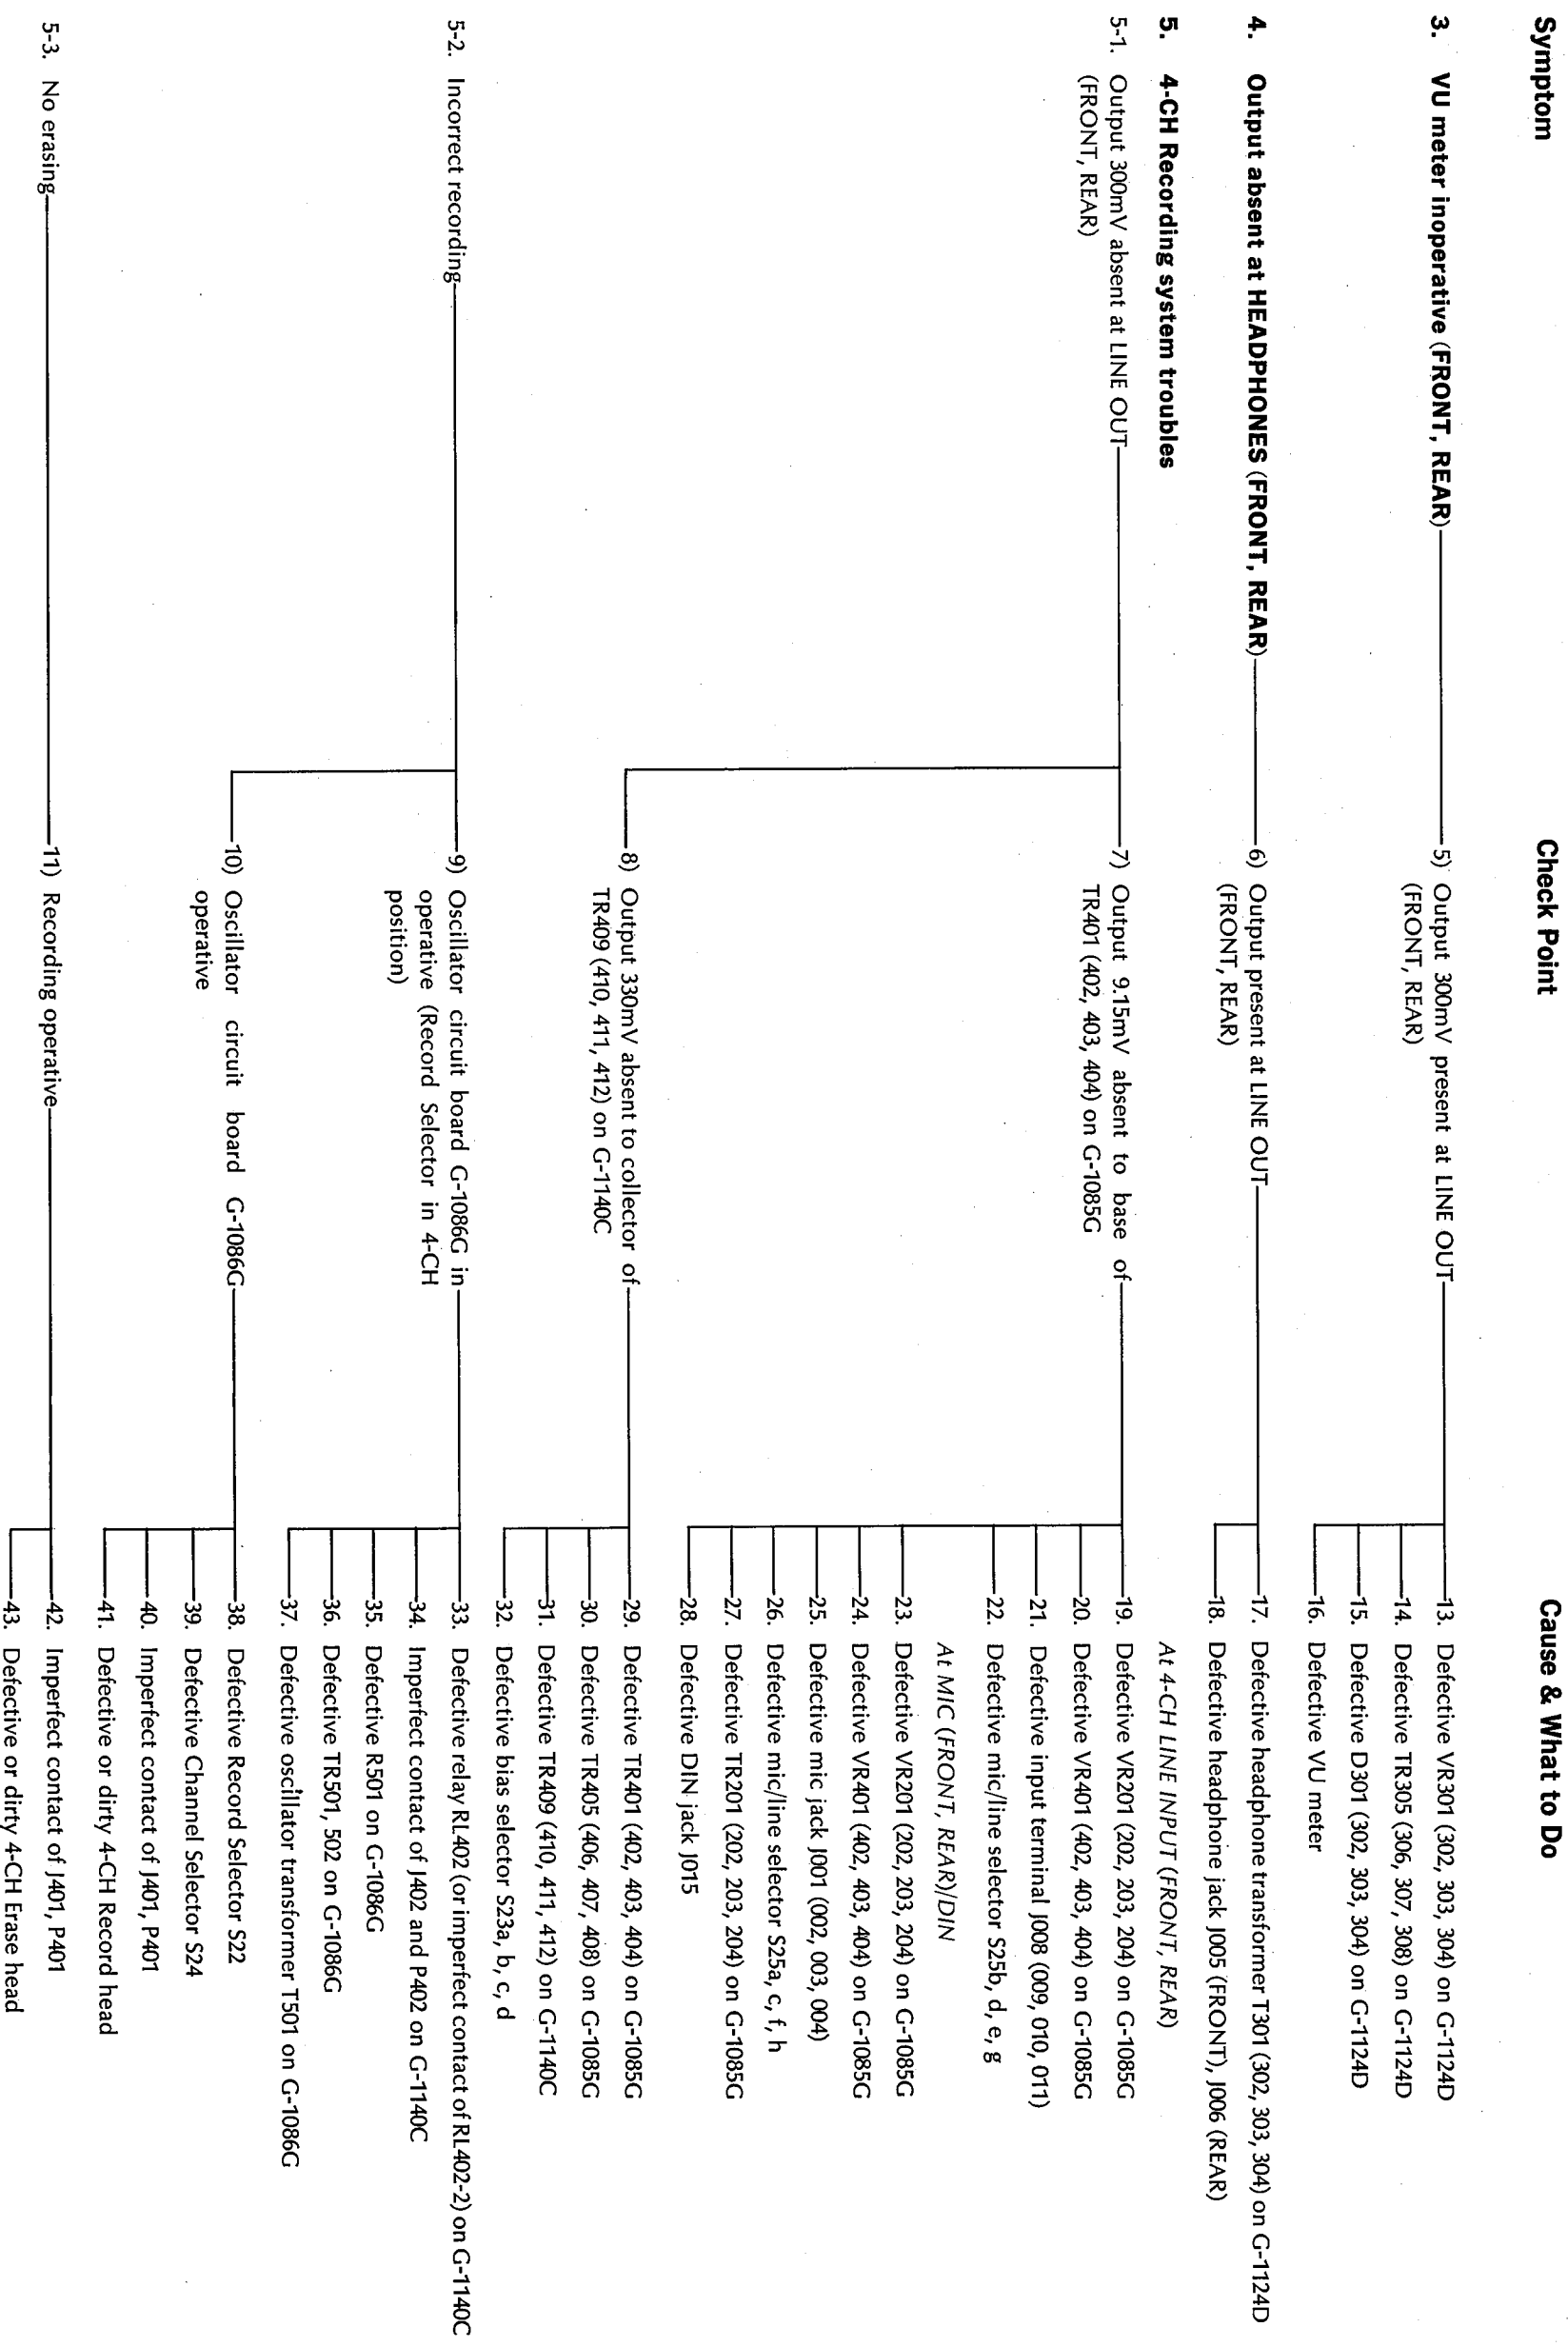 Symptom
Check Point
Cause & What to Do
3. VU meter inoperative (FRONT, REAR)
5) Output 300mV present at LINE OUT
(FRONT, REAR)
13. Defective VR301 (302, 303, 304) on G-1124D
14. Defective TR305 (306, 307, 308) on G-1124D
15. Defective D301 (302, 303, 304) on G-1124D
16. Defective VU meter
4. Output absent at HEADPHONES (FRONT, REAR)
6) Output present at LINE OUT
(FRONT, REAR)
17. Defective headphone transformer T301 (302, 303, 304) on G-1124D
18. Defective headphone jack J005 (FRONT), J006 (REAR)
5. 4-CH Recording system troubles
At 4-CH LINE INPUT (FRONT, REAR)
5-1. Output 300mV absent at LINE OUT
(FRONT, REAR)
7) Output 9.15mV absent to base of
TR401 (402, 403, 404) on G-1085G
19. Defective VR201 (202, 203, 204) on G-1085G
20. Defective VR401 (402, 403, 404) on G-1085G
21. Defective input terminal J008 (009, 010, 011)
22. Defective mic/line selector S25b, d, e, g
At MIC (FRONT, REAR)/DIN
23. Defective VR201 (202, 203, 204) on G-1085G
24. Defective VR401 (402, 403, 404) on G-1085G
25. Defective mic jack J001 (002, 003, 004)
26. Defective mic/line selector S25a, c, f, h
27. Defective TR201 (202, 203, 204) on G-1085G
28. Defective DIN jack J015
8) Output 330mV absent to collector of
TR409 (410, 411, 412) on G-1140C
29. Defective TR401 (402, 403, 404) on G-1085G
30. Defective TR405 (406, 407, 408) on G-1085G
31. Defective TR409 (410, 411, 412) on G-1140C
32. Defective bias selector S23a, b, c, d
5-2. Incorrect recording
9) Oscillator circuit board G-1086G in
operative (Record Selector in 4-CH
position)
33. Defective relay RL402 (or imperfect contact of RL402-2) on G-1140C
34. Imperfect contact of J402 and P402 on G-1140C
35. Defective R501 on G-1086G
36. Defective TR501, 502 on G-1086G
37. Defective oscillator transformer T501 on G-1086G
10) Oscillator circuit board G-1086G
operative
38. Defective Record Selector S22
39. Defective Channel Selector S24
40. Imperfect contact of J401, P401
41. Defective or dirty 4-CH Record head
5-3. No erasing
11) Recording operative
42. Imperfect contact of J401, P401
43. Defective or dirty 4-CH Erase head